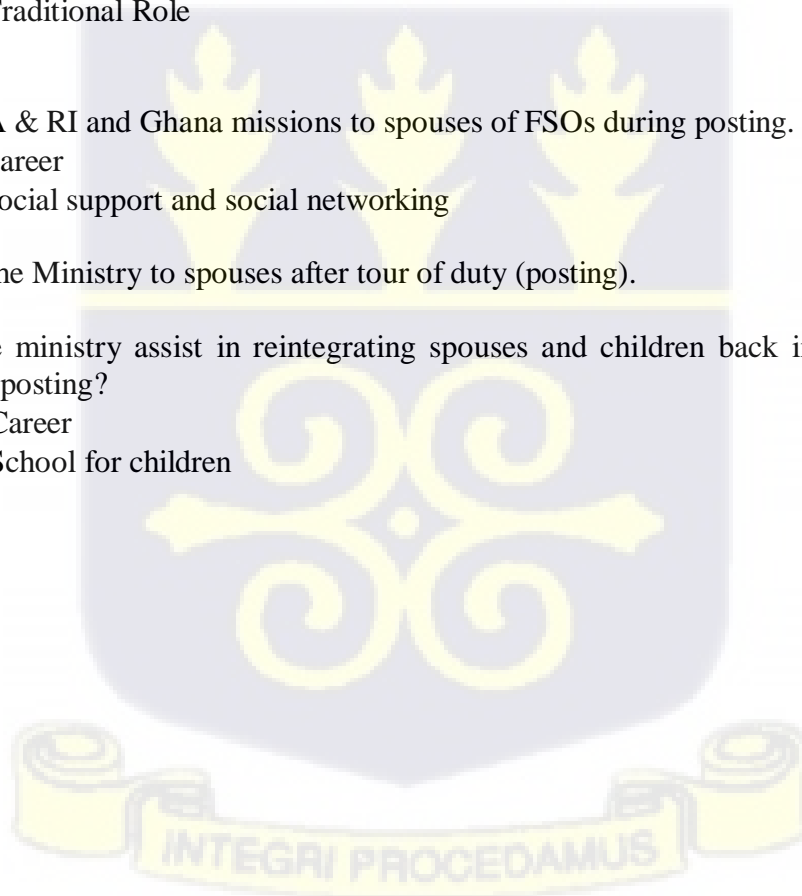 raditional Role
& RI and Ghana missions to spouses of FSOs during posting.
areer
ocial support and social networking
he Ministry to spouses after tour of duty (posting).
ministry assist in reintegrating spouses and children back i
posting?
Career
School for children
INTEGRI PROCEDAMUS